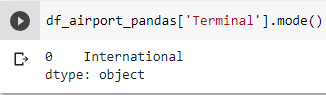 df_airport_pandas['Terminal'].mode()
0    International
dtype: object